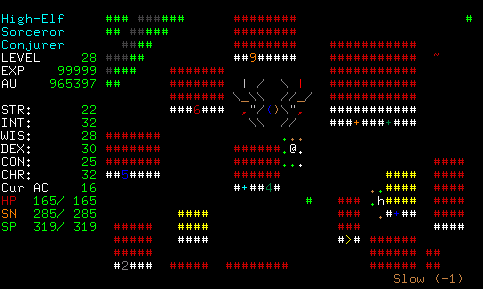 High-Elf
Sorceror
Conjurer
LEVEL 28
EXP 99999
AU 965397
STR: 22
INT: 32
WIS: 28
DEX: 30
CON: 25
CHR: 32
Cur AC 16
HP 165/ 165
SN 285/ 285
SP 319/ 319
Slow (-1)